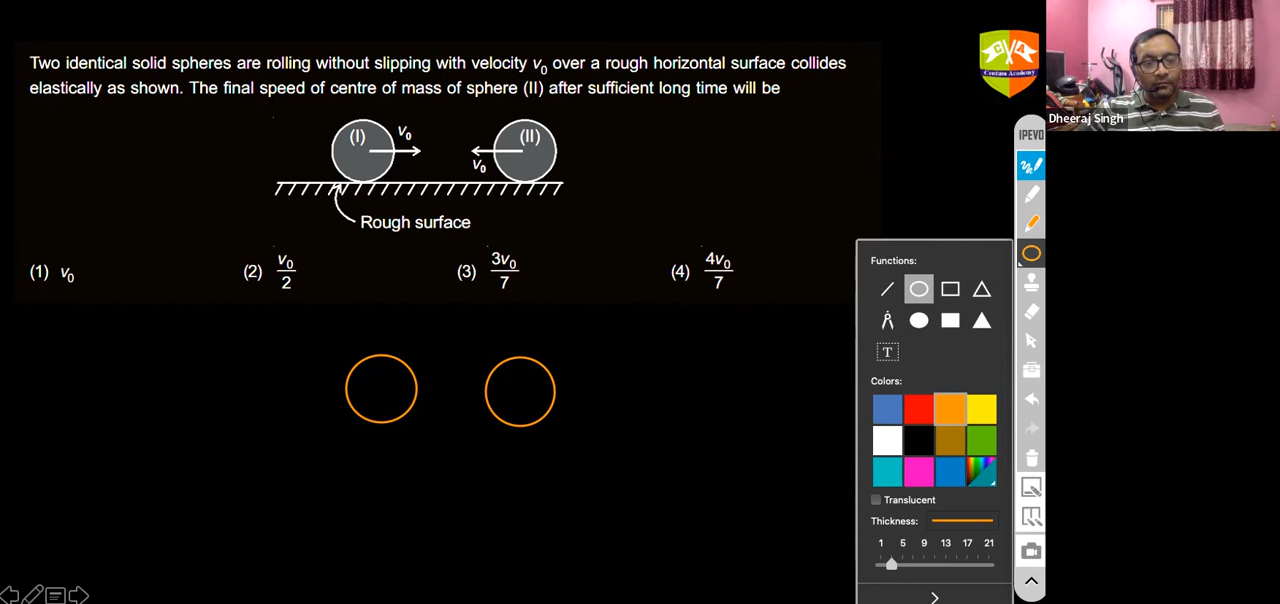 Two identical solid spheres are rolling without slipping with velocity v₀ over a rough horizontal surface collides
elastically as shown. The final speed of centre of mass of sphere (II) after sufficient long time will be
(I) v₀
v₀ (II)
Rough surface
(1) v₀ (2) v₀/2 (3) 3v₀/7 (4) 4v₀/7
C A
Centum Academy
Dheeraj Singh
IPEVO
Functions:
T
Colors:
Translucent
Thickness:
1 5 9 13 17 21